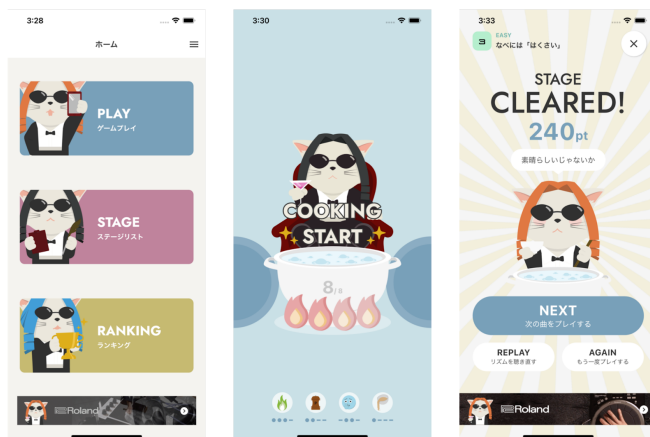 3:28
ホーム
PLAY
ゲームプレイ
STAGE
ステージリスト
RANKING
ランキング
Roland
3:30
COOKING
START
8/8
3:33
3
EASY
なべには「はくさい」
STAGE
CLEARED!
240pt
素晴らしいじゃないか
NEXT
次の曲をプレイする
REPLAY
リズムを聴き直す
AGAIN
もう一度プレイする
Roland